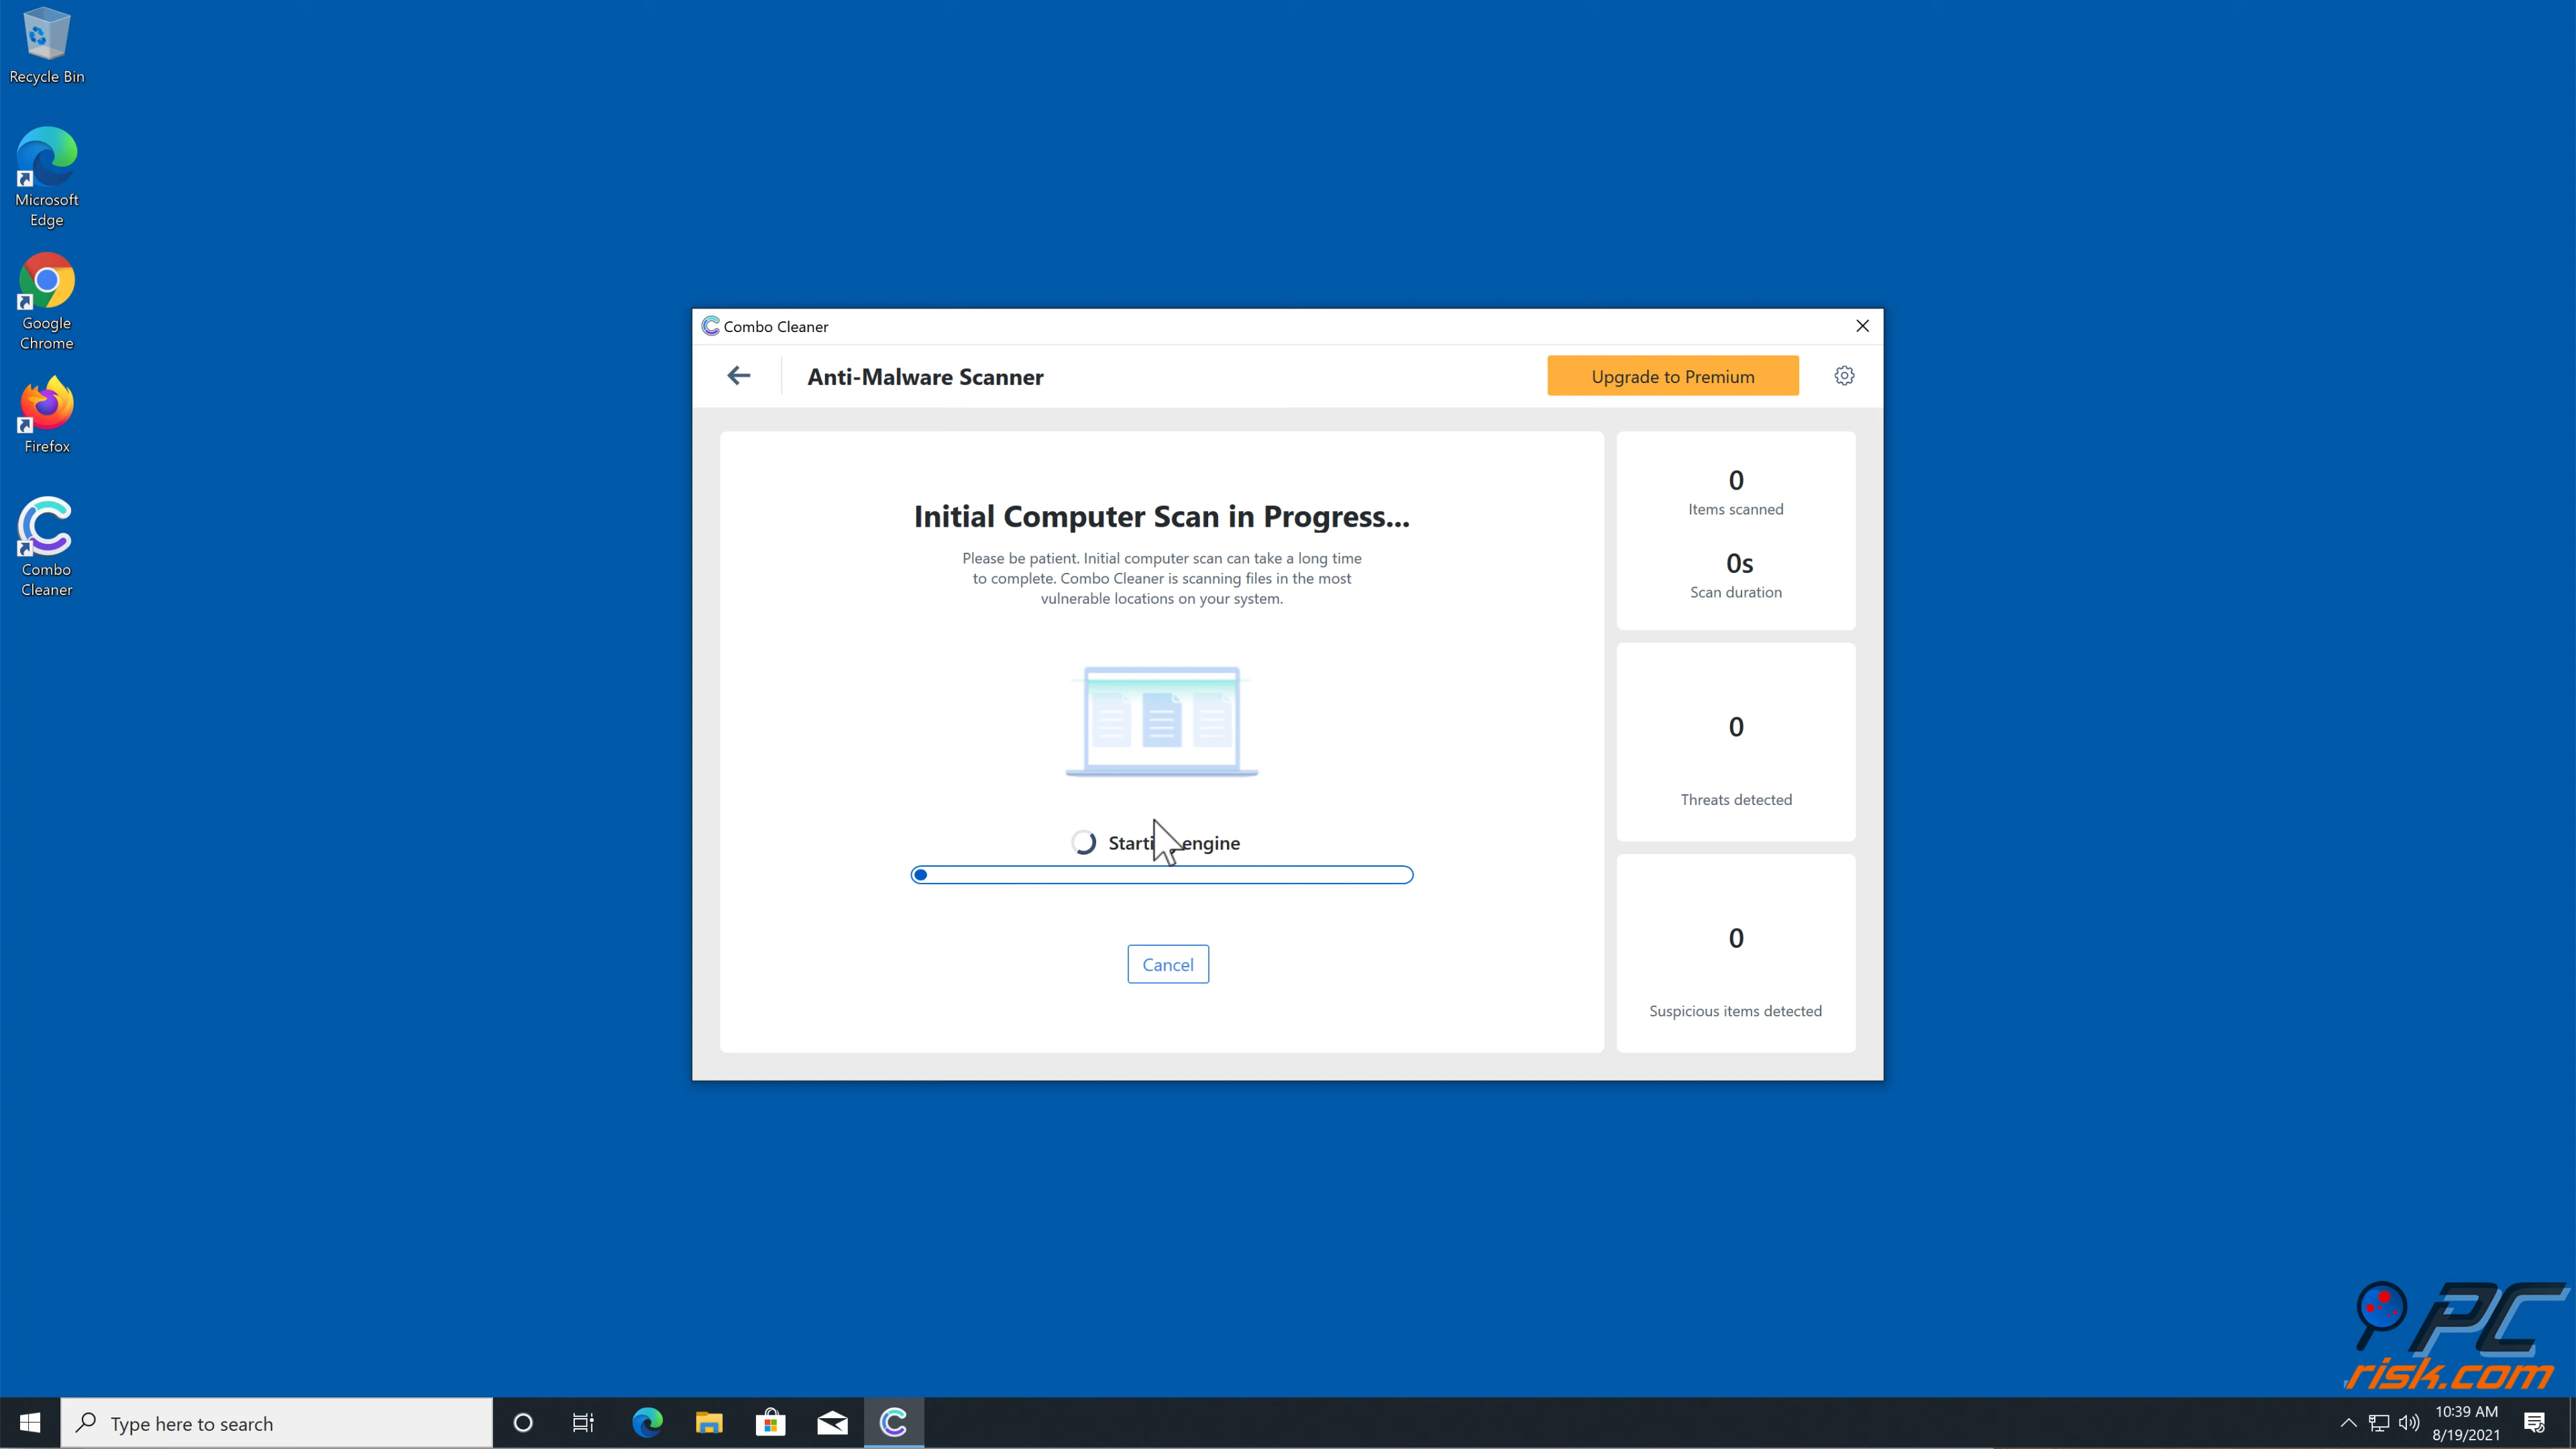 Recycle Bin
Microsoft
Edge
Google
Chrome
Firefox
Combo
Cleaner
Combo Cleaner
Anti-Malware Scanner
Upgrade to Premium
Initial Computer Scan in Progress...
Please be patient. Initial computer scan can take a long time
to complete. Combo Cleaner is scanning files in the most
vulnerable locations on your system.
engine
Cancel
0
Items scanned
0s
Scan duration
0
Threats detected
0
Suspicious items detected
PC
risk.com
Type here to search
10:39 AM
8/19/2021